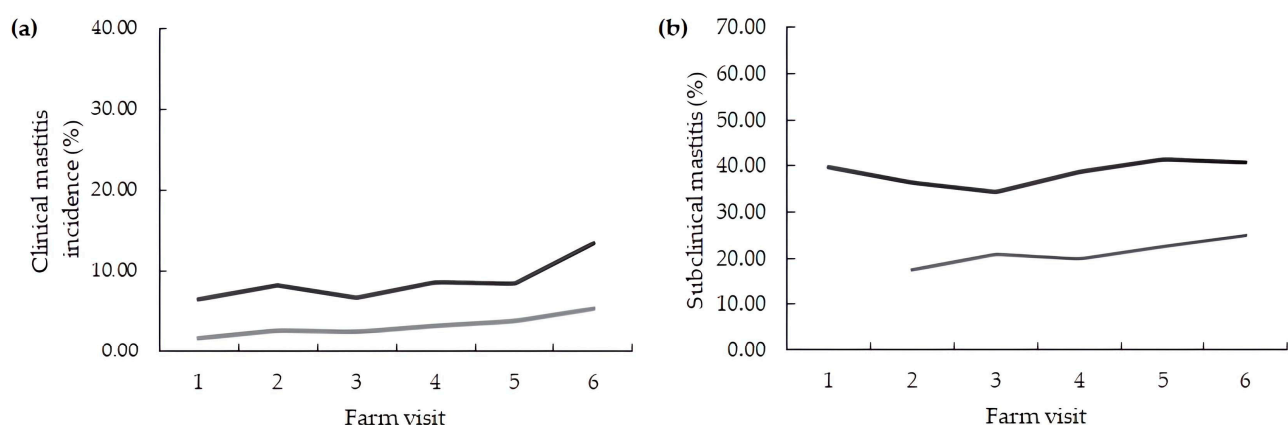 (a)
Clinical mastitis
incidence (%)
40.00
30.00
20.00
10.00
0.00
1 2 3 4 5 6
Farm visit
(b)
Subclinical mastitis (%)
70.00
60.00
50.00
40.00
30.00
20.00
10.00
0.00
1 2 3 4 5 6
Farm visit